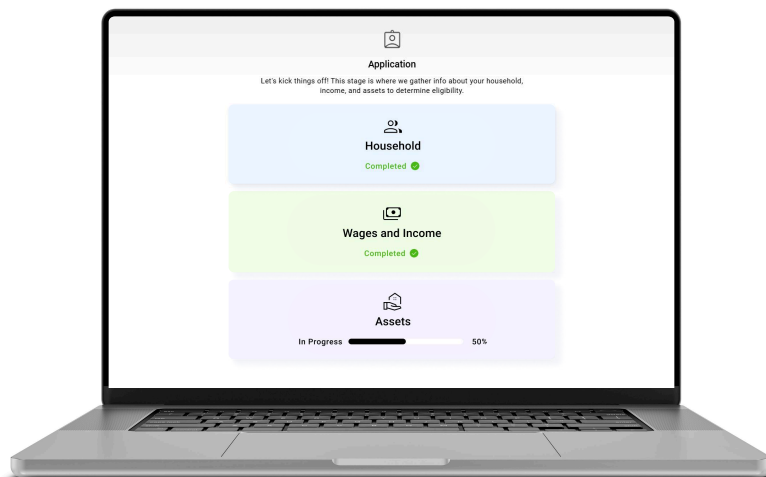 Application
Let's kick things off! This stage is where we gather info about your household,
income, and assets to determine eligibility.
Household
Completed
Wages and Income
Completed
Assets
In Progress 50%